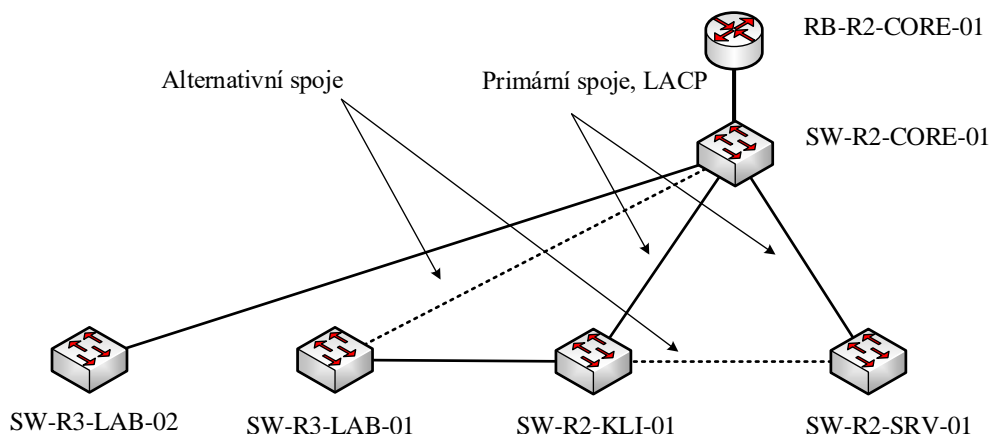 RB-R2-CORE-01
Alternativní spoje
Primární spoje, LACP
SW-R2-CORE-01
SW-R3-LAB-02
SW-R3-LAB-01
SW-R2-KLI-01
SW-R2-SRV-01